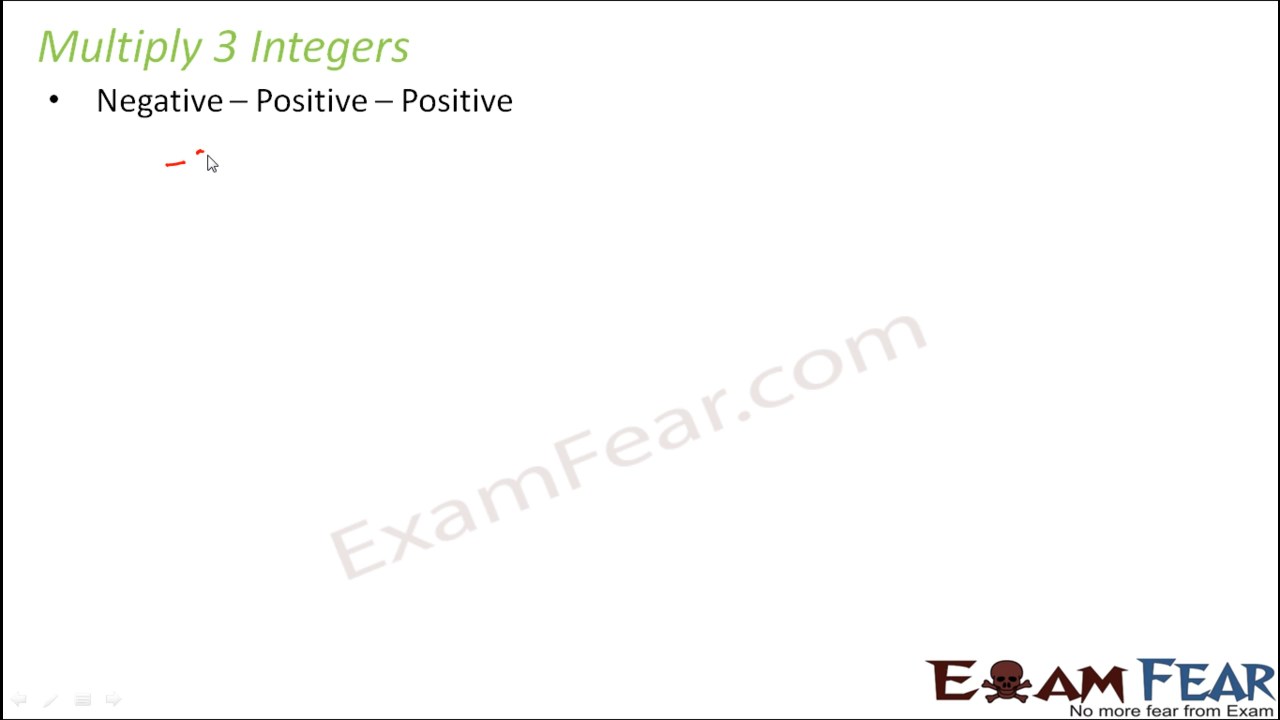 Multiply 3 Integers
• Negative – Positive – Positive
–
ExamFear.com
EXAM FEAR
No more fear from Exam